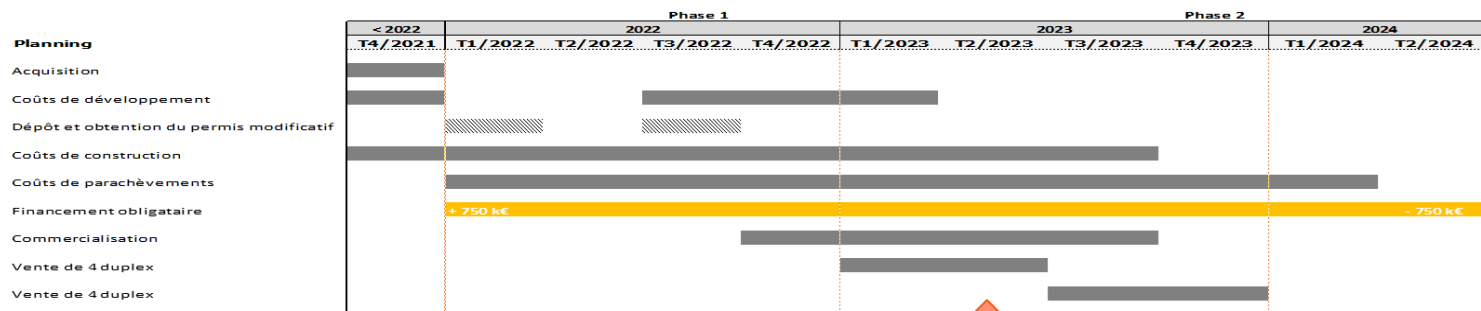 Phase 1 Phase 2
< 2022 2022 2023 2024
Planning T4/2021 T1/2022 T2/2022 T3/2022 T4/2022 T1/2023 T2/2023 T3/2023 T4/2023 T1/2024 T2/2024
Acquisition
Coûts de développement
Dépôt et obtention du permis modificatif
Coûts de construction
Coûts de parachèvements
Financement obligataire + 750 k€ - 750 k€
Commercialisation
Vente de 4 duplex
Vente de 4 duplex